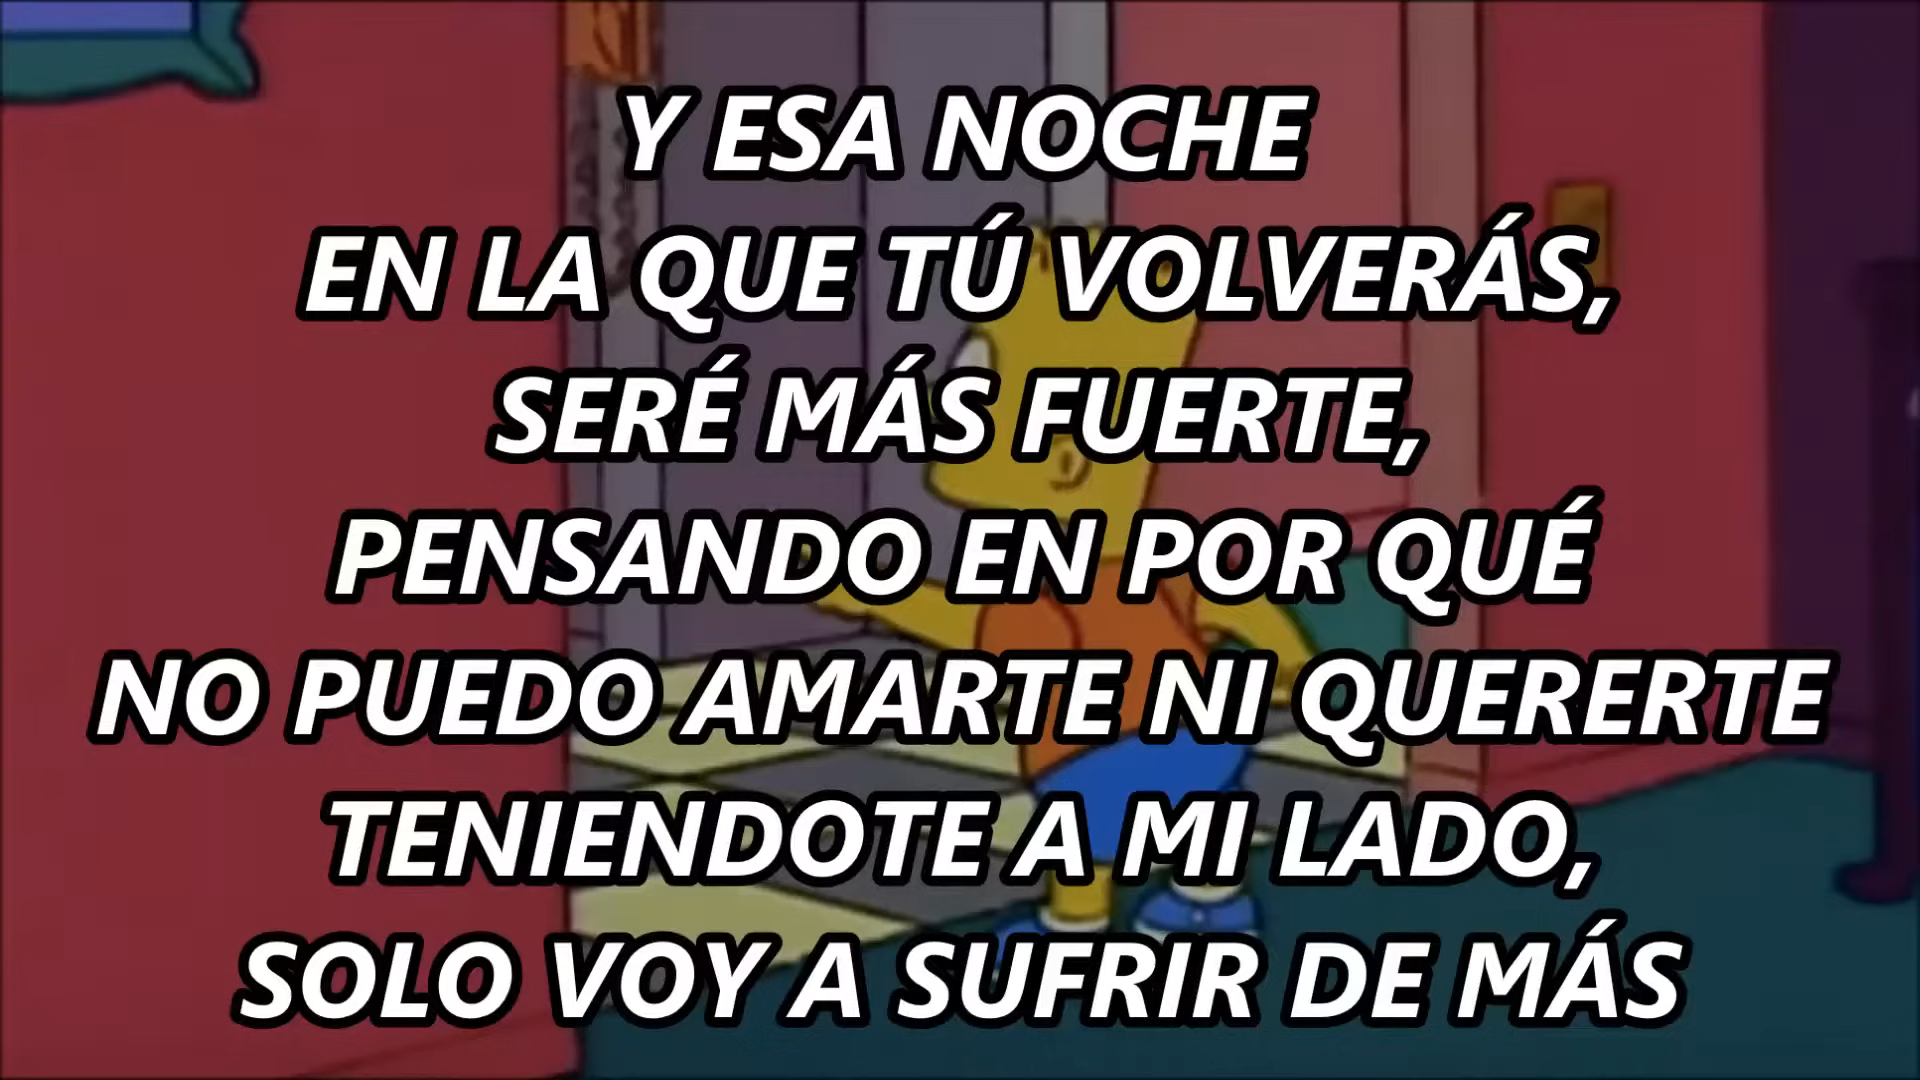 Y ESA NOCHE
EN LA QUE TÚ VOLVERÁS,
SERÉ MÁS FUERTE,
PENSANDO EN POR QUÉ
NO PUEDO AMARTE NI QUERERTE
TENIENDOTE A MI LADO,
SOLO VOY A SUFRIR DE MÁS